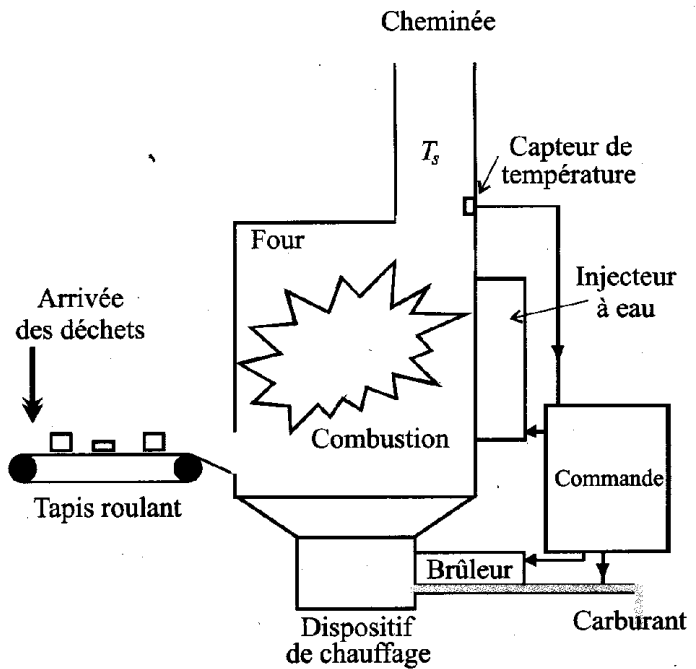 Cheminée
T_s
Capteur de
température
Four
Injecteur
à eau
Arrivée
des déchets
Combustion
Commande
Tapis roulant
Brûleur
Carburant
Dispositif
de chauffage